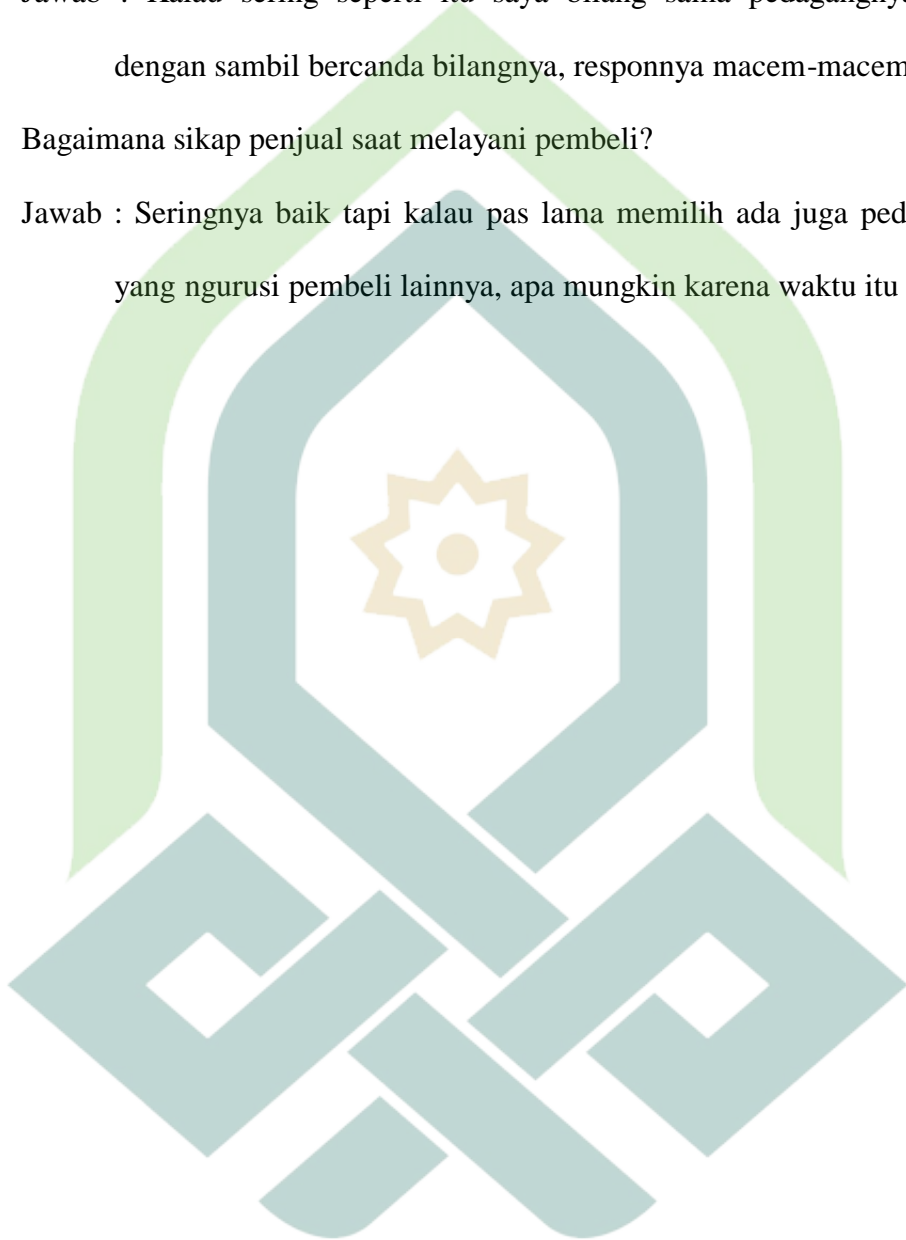 Jawab : Kalau sering seperti itu saya bilang sama
dengan sambil bercanda bilangnya, responnya macem-macem
Bagaimana sikap penjual saat melayani pembeli?
Jawab : Seringnya baik tapi kalau pas lama memilih ada juga
yang ngurusi pembeli lainnya, apa mungkin karena waktu itu